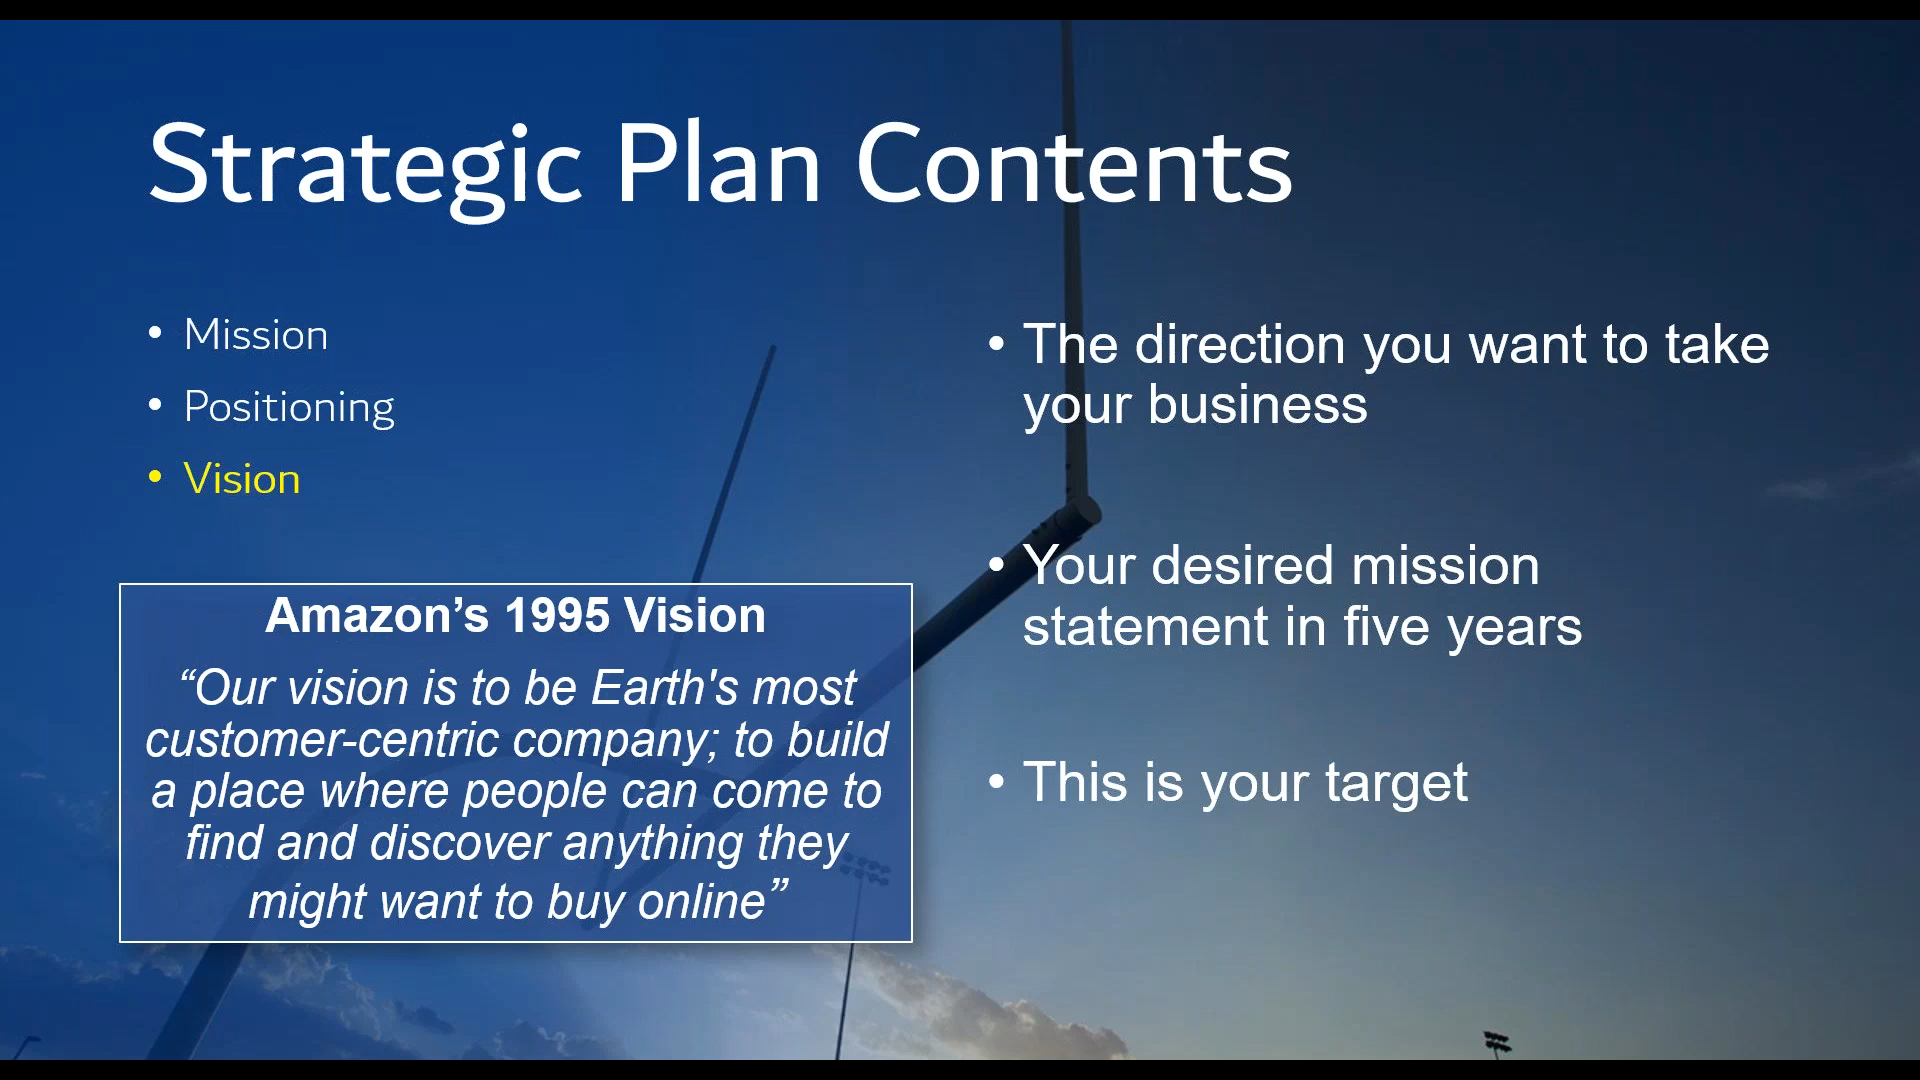 Strategic Plan Contents
• Mission
• Positioning
• Vision
Amazon’s 1995 Vision
“Our vision is to be Earth's most
customer-centric company; to build
a place where people can come to
find and discover anything they
might want to buy online”
• The direction you want to take
your business
• Your desired mission
statement in five years
• This is your target